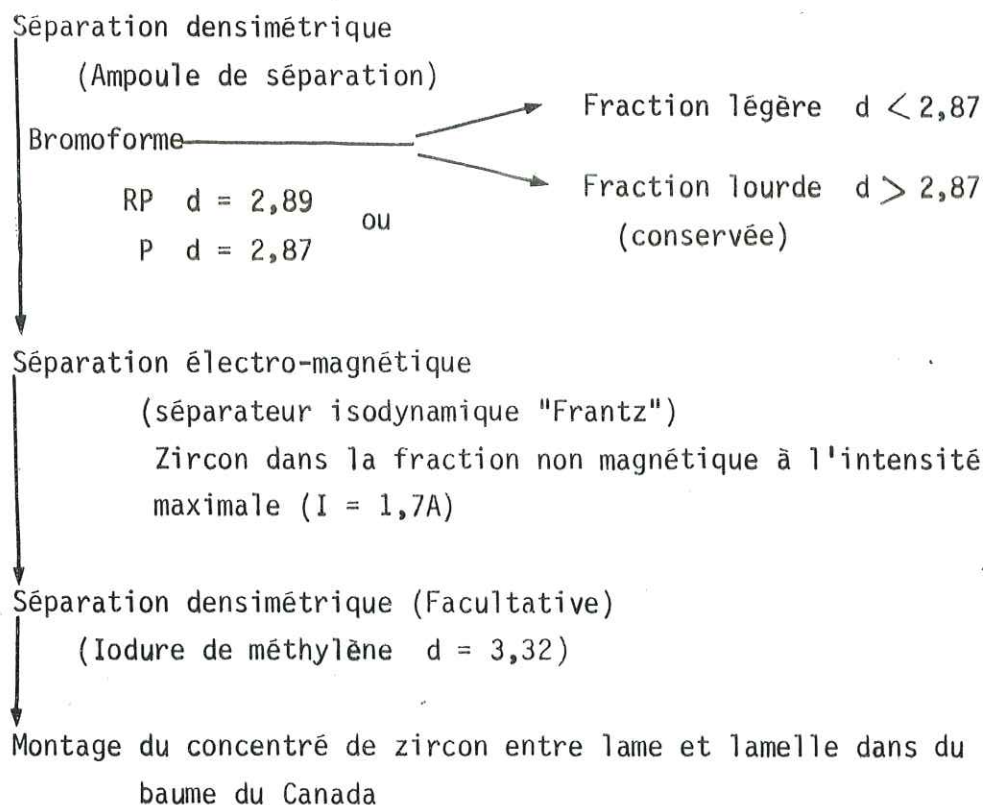 Séparation densimétrique
(Ampoule de séparation)
Fraction légère d < 2,87
Bromoforme
Fraction lourde d > 2,87
RP d = 2,89
ou
(conservée)
P d = 2,87
Séparation électro-magnétique
(séparateur isodynamique "Frantz")
Zircon dans la fraction non magnétique à l'intensité
maximale (I = 1,7A)
Séparation densimétrique (Facultative)
(Iodure de méthylène d = 3,32)
Montage du concentré de zircon entre lame et lamelle dans du
baume du Canada